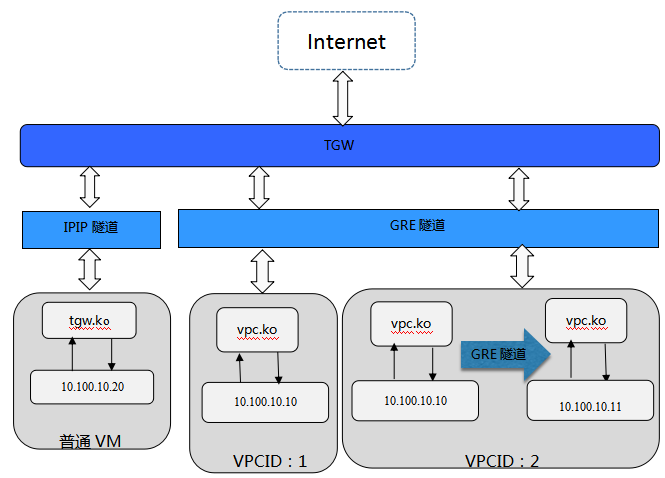 Internet
TGW
IPIP 隧道
GRE 隧道
tgw.ko
10.100.10.20
普通 VM
vpc.ko
10.100.10.10
VPCID：1
vpc.ko
10.100.10.10
GRE 隧道
vpc.ko
10.100.10.11
VPCID：2